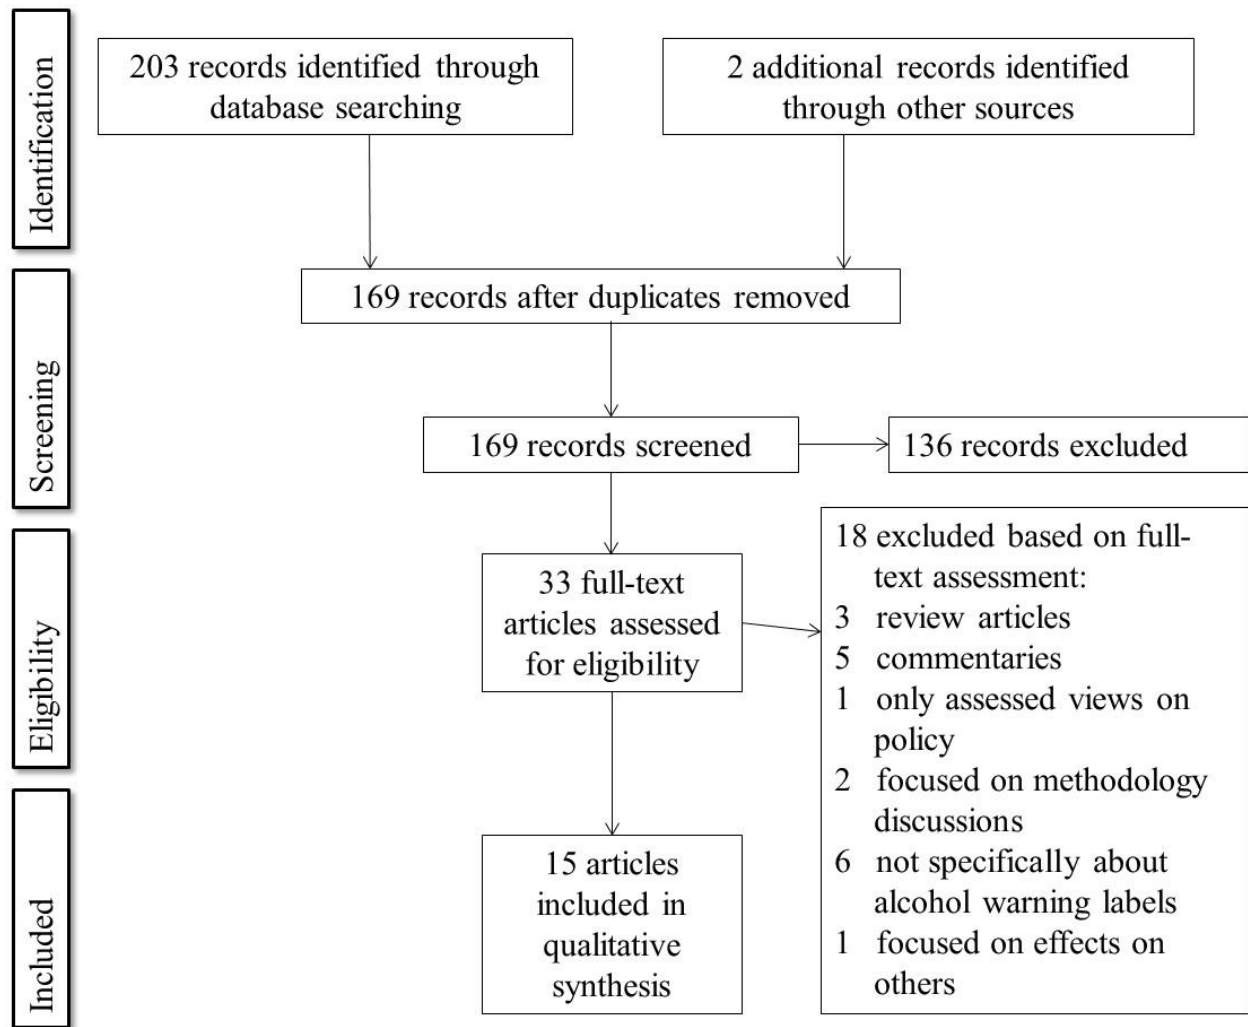 Identification
203 records identified through
database searching
2 additional records identified
through other sources
Screening
169 records after duplicates removed
169 records screened
136 records excluded
Eligibility
33 full-text
articles assessed
for eligibility
18 excluded based on full-
text assessment:
3 review articles
5 commentaries
1 only assessed views on
policy
2 focused on methodology
discussions
6 not specifically about
alcohol warning labels
1 focused on effects on
others
Included
15 articles
included in
qualitative
synthesis